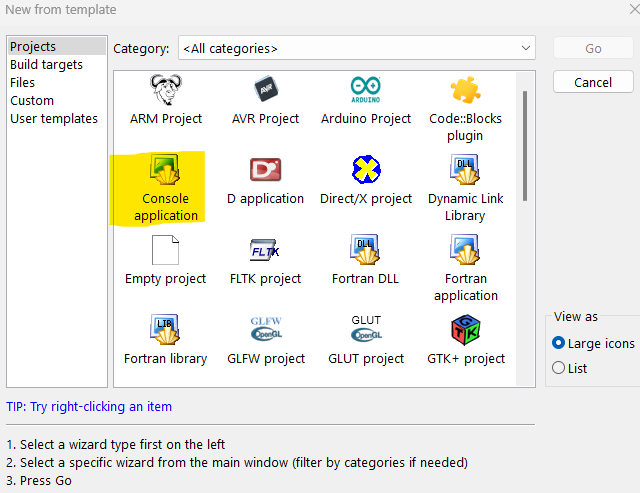 New from template
Projects
Build targets
Files
Custom
User templates
Category: <All categories>
Go
Cancel
ARM Project
AVR
AVR Project
ARDUINO
Arduino Project
Code::Blocks
plugin
Console
application
D application
Direct/X project
DLL
Dynamic Link
Library
Empty project
FLTK
FLTK project
DLL
Fortran DLL
Fortran
application
LIB
Fortran library
GLFW
OpenGL
GLFW project
GLUT
OpenGL
GLUT project
GTK
GTK+ project
View as
Large icons
List
TIP: Try right-clicking an item
1. Select a wizard type first on the left
2. Select a specific wizard from the main window (filter by categories if needed)
3. Press Go